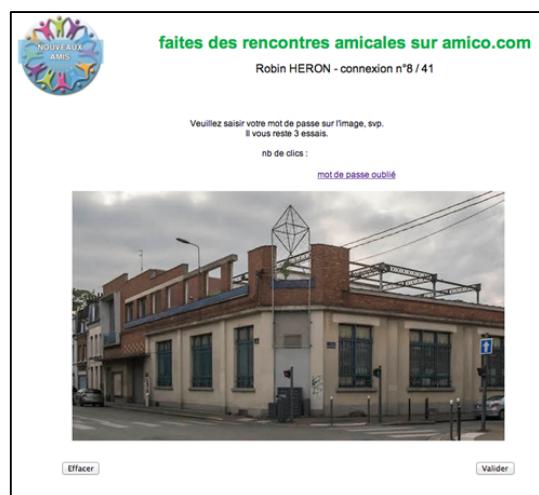 NOUVEAUX
AMIS
faites des rencontres amicales sur amico.com
Robin HERON - connexion n°8 / 41
Veuillez saisir votre mot de passe sur l'image, svp.
Il vous reste 3 essais.
nb de clics :
mot de passe oublié
Effacer
Valider